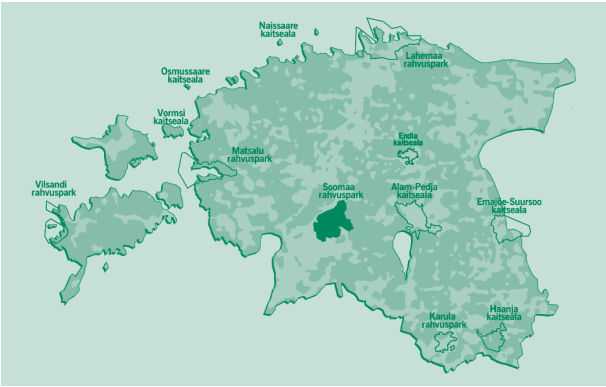 Naissaare
kaitseala
Lahemaa
rahvuspark
Osmussaare
kaitseala
Vormsi
kaitseala
Endla
kaitseala
Matsalu
rahvuspark
Vilsandi
rahvuspark
Soomaa
rahvuspark
Alam-Pedja
kaitseala
Emajõe-Suursoo
kaitseala
Karula
rahvuspark
Haanja
kaitseala